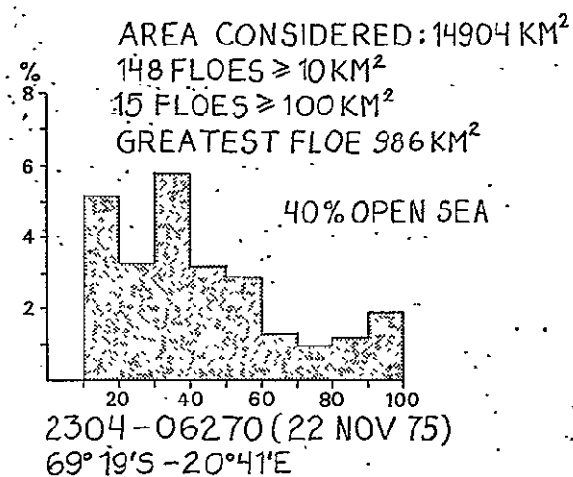 AREA CONSIDERED: 14904 KM²
148 FLOES ≥ 10 KM²
15 FLOES ≥ 100 KM²
GREATEST FLOE 986 KM²
%
8
6
40% OPEN SEA
4
2
20 40 60 80 100
2304-06270 (22 NOV 75)
69° 19'S - 20°41'E